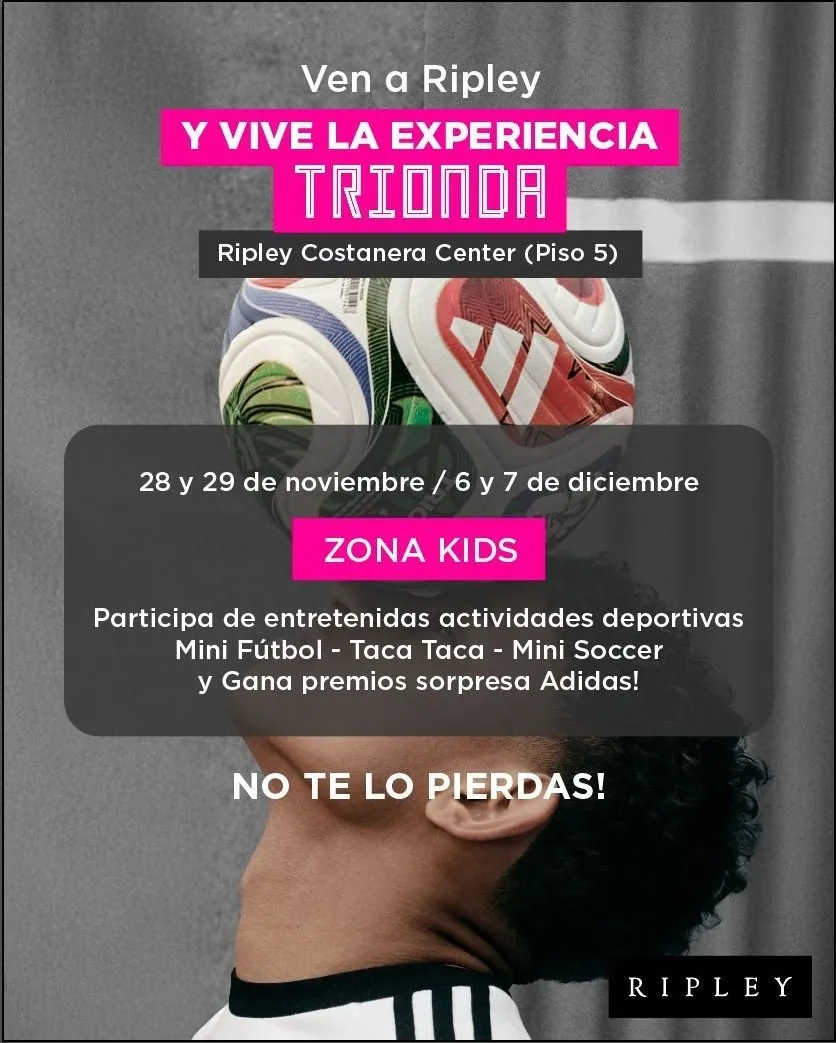 Ven a Ripley
Y VIVE LA EXPERIENCIA
TRIONDA
Ripley Costanera Center (Piso 5)
28 y 29 de noviembre / 6 y 7 de diciembre
ZONA KIDS
Participa de entretenidas actividades deportivas
Mini Fútbol - Taca Taca - Mini Soccer
y Gana premios sorpresa Adidas!
NO TE LO PIERDAS!
RIPLEY